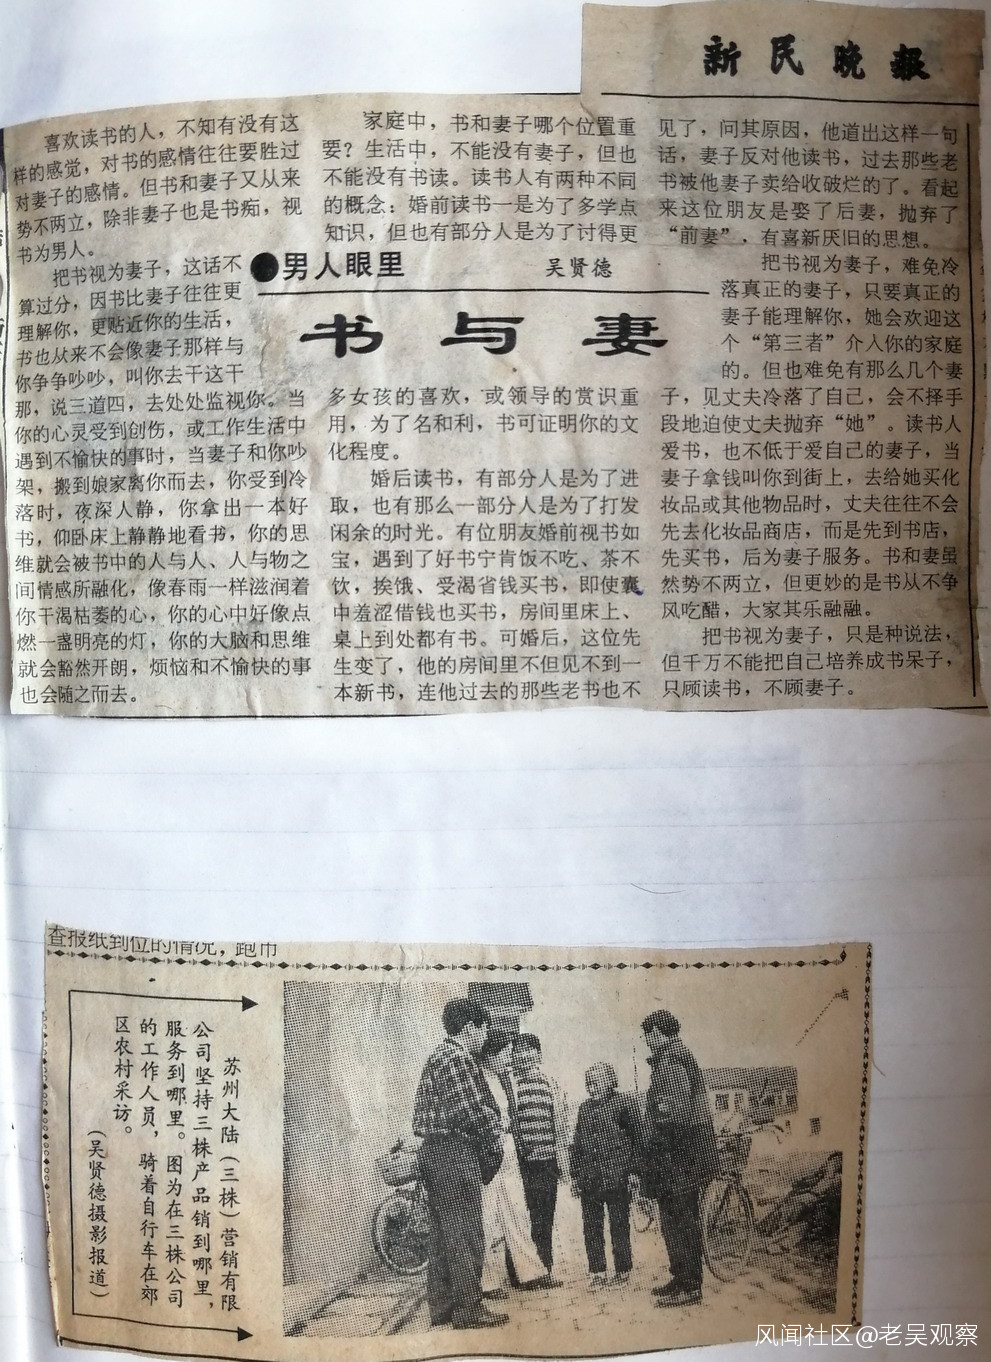 新民晚报
●男人眼里
吴贤德
书与妻
喜欢读书的人，不知有没有这
样的感觉，对书的感情往往要胜过
对妻子的感情。但书和妻子又从来
势不两立，除非妻子也是书痴，视
书为男人。
把书视为妻子，这话不
算过分，因书比妻子往往更
理解你，更贴近你的生活，
书也从来不会像妻子那样与
你争争吵吵，叫你去干这干
那，说三道四，去处处监视你。当
你的心灵受到创伤，或工作生活中
遇到不愉快的事时，当妻子和你吵
架，搬到娘家离你而去，你受到冷
落时，夜深人静，你拿出一本好
书，仰卧床上静静地看书，你的思
维就会被书中的人与人、人与物之
间情感所融化，像春雨一样滋润着
你干渴枯萎的心，你的心中好像点
燃一盏明亮的灯，你的大脑和思维
就会豁然开朗，烦恼和不愉快的事
也会随之而去。
家庭中，书和妻子哪个位置重
要？生活中，不能没有妻子，但也
不能没有书读。读书人有两种不同
的概念：婚前读书一是为了多学点
知识，但也有部分人是为了讨得更
多女孩的喜欢，或领导的赏识重
用，为了名和利，书可证明你的文
化程度。
婚后读书，有部分人是为了进
取，也有那么一部分人是为了打发
闲余的时光。有位朋友婚前视书如
宝，遇到了好书宁肯饭不吃、茶不
饮，挨饿、受渴省钱买书，即使囊
中羞涩借钱也买书，房间里床上、
桌上到处都有书。可婚后，这位先
生变了，他的房间里不但见不到一
本新书，连他过去的那些老书也不
见了，问其原因，他道出这样一句
话，妻子反对他读书，过去那些老
书被他妻子卖给收破烂的了。看起
来这位朋友是娶了后妻，抛弃了
“前妻”，有喜新厌旧的思想。
把书视为妻子，难免冷
落真正的妻子，只要真正的
妻子能理解你，她会欢迎这
个“第三者”介入你的家庭
的。但也难免有那么几个妻
子，见丈夫冷落了自己，会不择手
段地迫使丈夫抛弃“她”。读书人
爱书，也不低于爱自己的妻子，当
妻子拿钱叫你到街上，去给她买化
妆品或其他物品时，丈夫往往不会
先去化妆品商店，而是先到书店，
先买书，后为妻子服务。书和妻虽
然势不两立，但更妙的是书从不争
风吃醋，大家其乐融融。
把书视为妻子，只是种说法，
但千万不能把自己培养成书呆子，
只顾读书，不顾妻子。
查报纸到位的情况，跑市
苏州大陆（三株）营销有限
公司坚持三株产品销到哪里，
服务到哪里。图为在三株公司
的工作人员，骑着自行车在郊
区农村采访。
（吴贤德摄影报道）
风闻社区@老吴观察